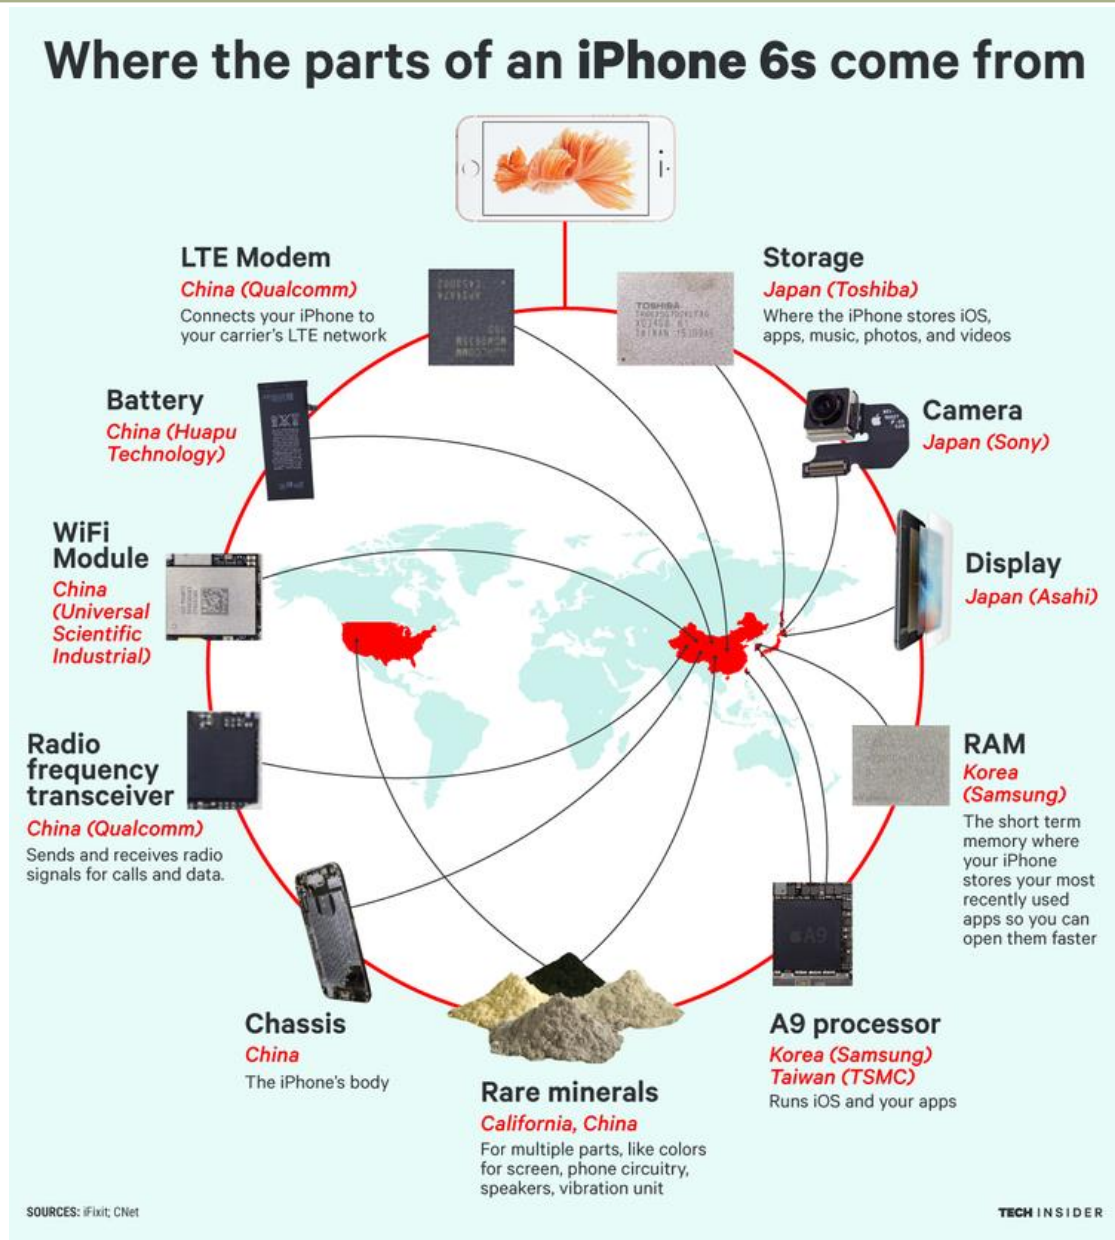 Where the parts of an iPhone 6s come from
LTE Modem
China (Qualcomm)
Connects your iPhone to
your carrier's LTE network
Storage
Japan (Toshiba)
Where the iPhone stores iOS,
apps, music, photos, and videos
TOSHIBA
Battery
China (Huapu
Technology)
Camera
Japan (Sony)
WiFi
Module
China
(Universal
Scientific
Industrial)
Display
Japan (Asahi)
Radio
frequency
transceiver
China (Qualcomm)
Sends and receives radio
signals for calls and data.
RAM
Korea
(Samsung)
The short term
memory where
your iPhone
stores your most
recently used
apps so you can
open them faster
A9
Chassis
China
The iPhone's body
Rare minerals
California, China
For multiple parts, like colors
for screen, phone circuitry,
speakers, vibration unit
A9 processor
Korea (Samsung)
Taiwan (TSMC)
Runs iOS and your apps
SOURCES: iFixit; CNet
TECH INSIDER